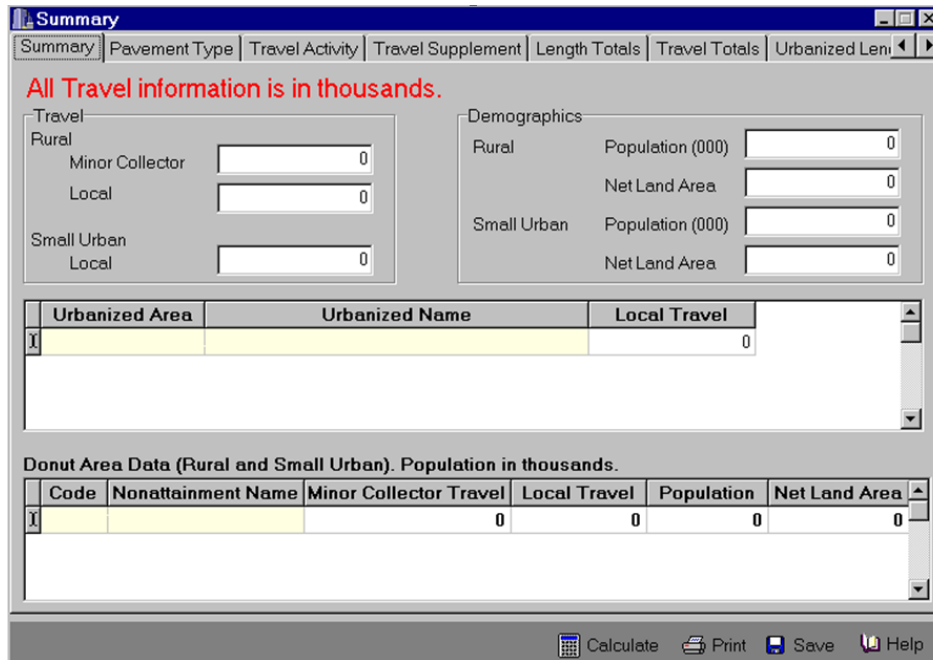 Summary
Summary Pavement Type Travel Activity Travel Supplement Length Totals Travel Totals Urbanized Len
All Travel information is in thousands.
Travel
Rural
Minor Collector 0
Local 0
Small Urban
Local 0
Demographics
Rural Population (000) 0
Net Land Area 0
Small Urban Population (000) 0
Net Land Area 0
Urbanized Area Urbanized Name Local Travel
0
Donut Area Data (Rural and Small Urban). Population in thousands.
Code Nonattainment Name Minor Collector Travel Local Travel Population Net Land Area
0 0 0 0
Calculate Print Save Help